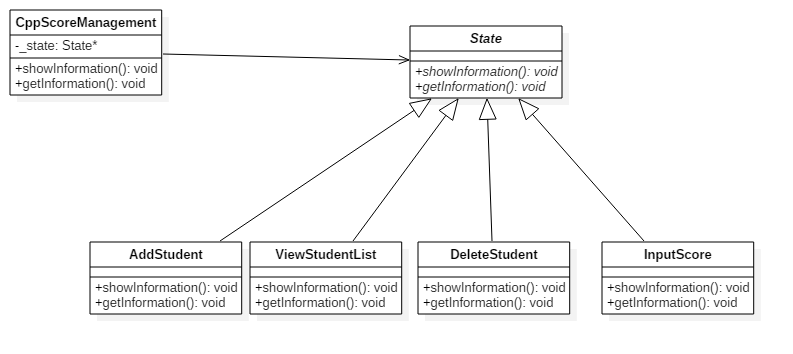 CppScoreManagement
-_state: State*
+showInformation(): void
+getInformation(): void
State
+showInformation(): void
+getInformation(): void
AddStudent
+showInformation(): void
+getInformation(): void
ViewStudentList
+showInformation(): void
+getInformation(): void
DeleteStudent
+showInformation(): void
+getInformation(): void
InputScore
+showInformation(): void
+getInformation(): void